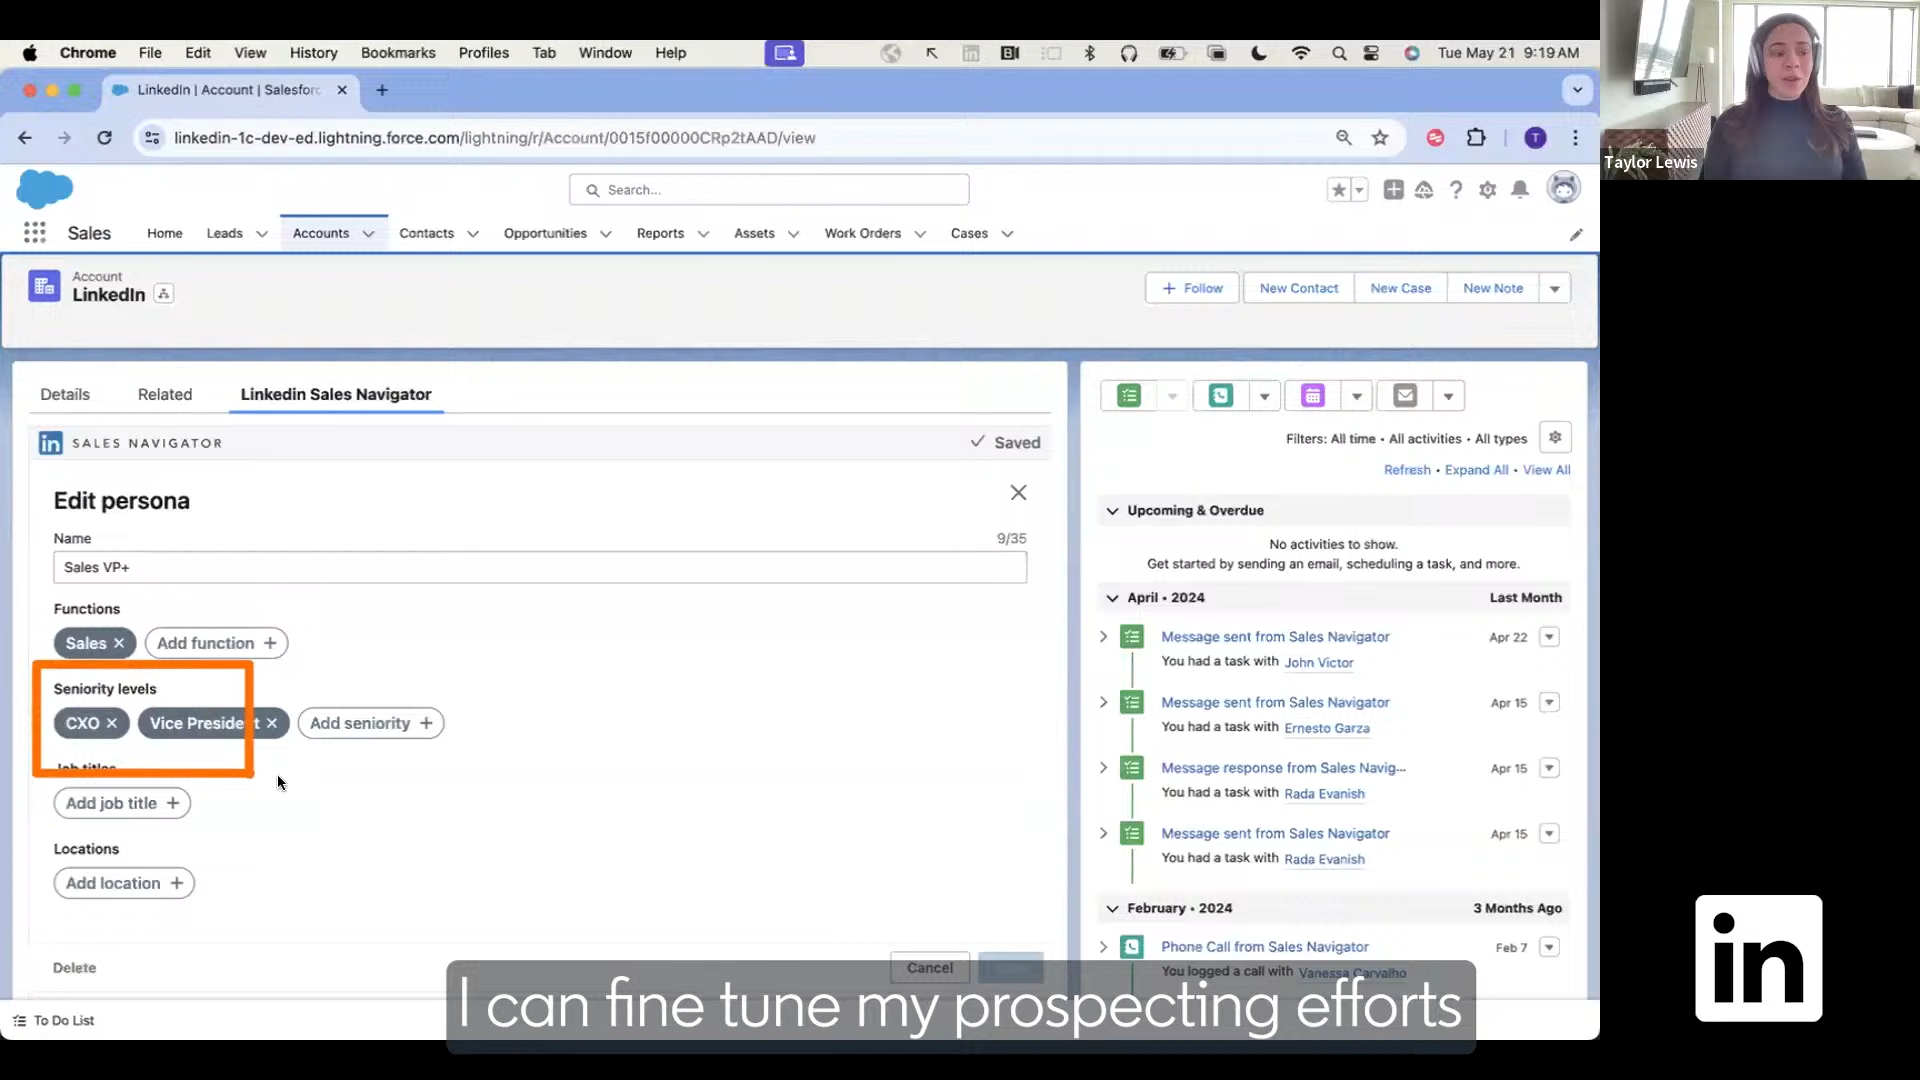 Chrome File Edit View History Bookmarks Profiles Tab Window Help Tue May 21 9:19 AM
LinkedIn | Account | Salesforc
linkedin-1c-dev-ed.lightning.force.com/lightning/r/Account/0015f00000CRp2tAAD/view
T
Taylor Lewis
Search...
Sales Home Leads Accounts Contacts Opportunities Reports Assets Work Orders Cases
Account
LinkedIn
Follow New Contact New Case New Note
Details Related Linkedin Sales Navigator
in SALES NAVIGATOR Saved
Edit persona
Name 9/35
Sales VP+
Functions
Sales Add function +
Seniority levels
CXO Vice President Add seniority +
Job titles
Add job title +
Locations
Add location +
Delete Cancel
Filters: All time • All activities • All types
Refresh • Expand All • View All
Upcoming & Overdue
No activities to show.
Get started by sending an email, scheduling a task, and more.
April • 2024 Last Month
Message sent from Sales Navigator Apr 22
You had a task with John Victor
Message sent from Sales Navigator Apr 15
You had a task with Ernesto Garza
Message response from Sales Navig... Apr 15
You had a task with Rada Evanish
Message sent from Sales Navigator Apr 15
You had a task with Rada Evanish
February • 2024 3 Months Ago
Phone Call from Sales Navigator Feb 7
You logged a call with Vanessa Carvalho
To Do List
I can fine tune my prospecting efforts
in